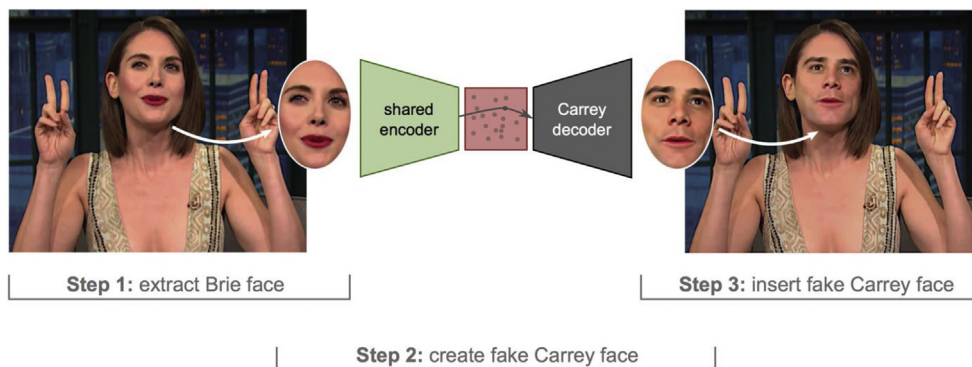 shared
encoder
Carrey
decoder
Step 1: extract Brie face
Step 3: insert fake Carrey face
Step 2: create fake Carrey face